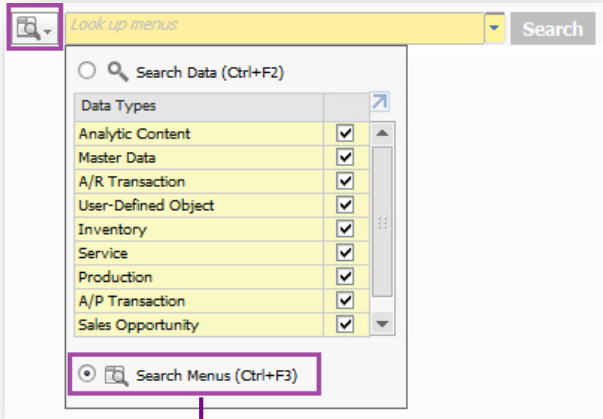 Look up menus
Search
Search Data (Ctrl+F2)
Data Types
Analytic Content
Master Data
A/R Transaction
User-Defined Object
Inventory
Service
Production
A/P Transaction
Sales Opportunity
Search Menus (Ctrl+F3)